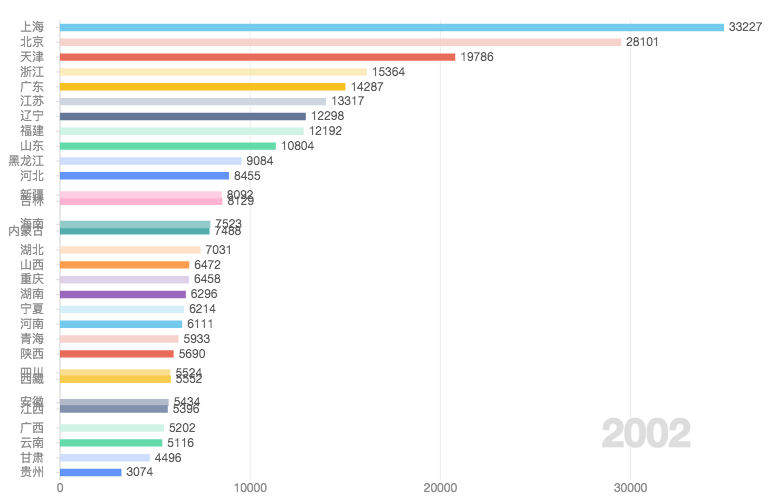 上海 33227
北京 28101
天津 19786
浙江 15364
广东 14287
江苏 13317
辽宁 12298
福建 12192
山东 10804
黑龙江 9084
河北 8455
新疆 8092
吉林 8129
海南 7523
内蒙古 7488
湖北 7031
山西 6472
重庆 6458
湖南 6296
宁夏 6214
河南 6111
青海 5933
陕西 5690
四川 5524
西藏 5552
安徽 5434
江西 5396
广西 5202
云南 5116
甘肃 4496
贵州 3074
2002
0 10000 20000 30000